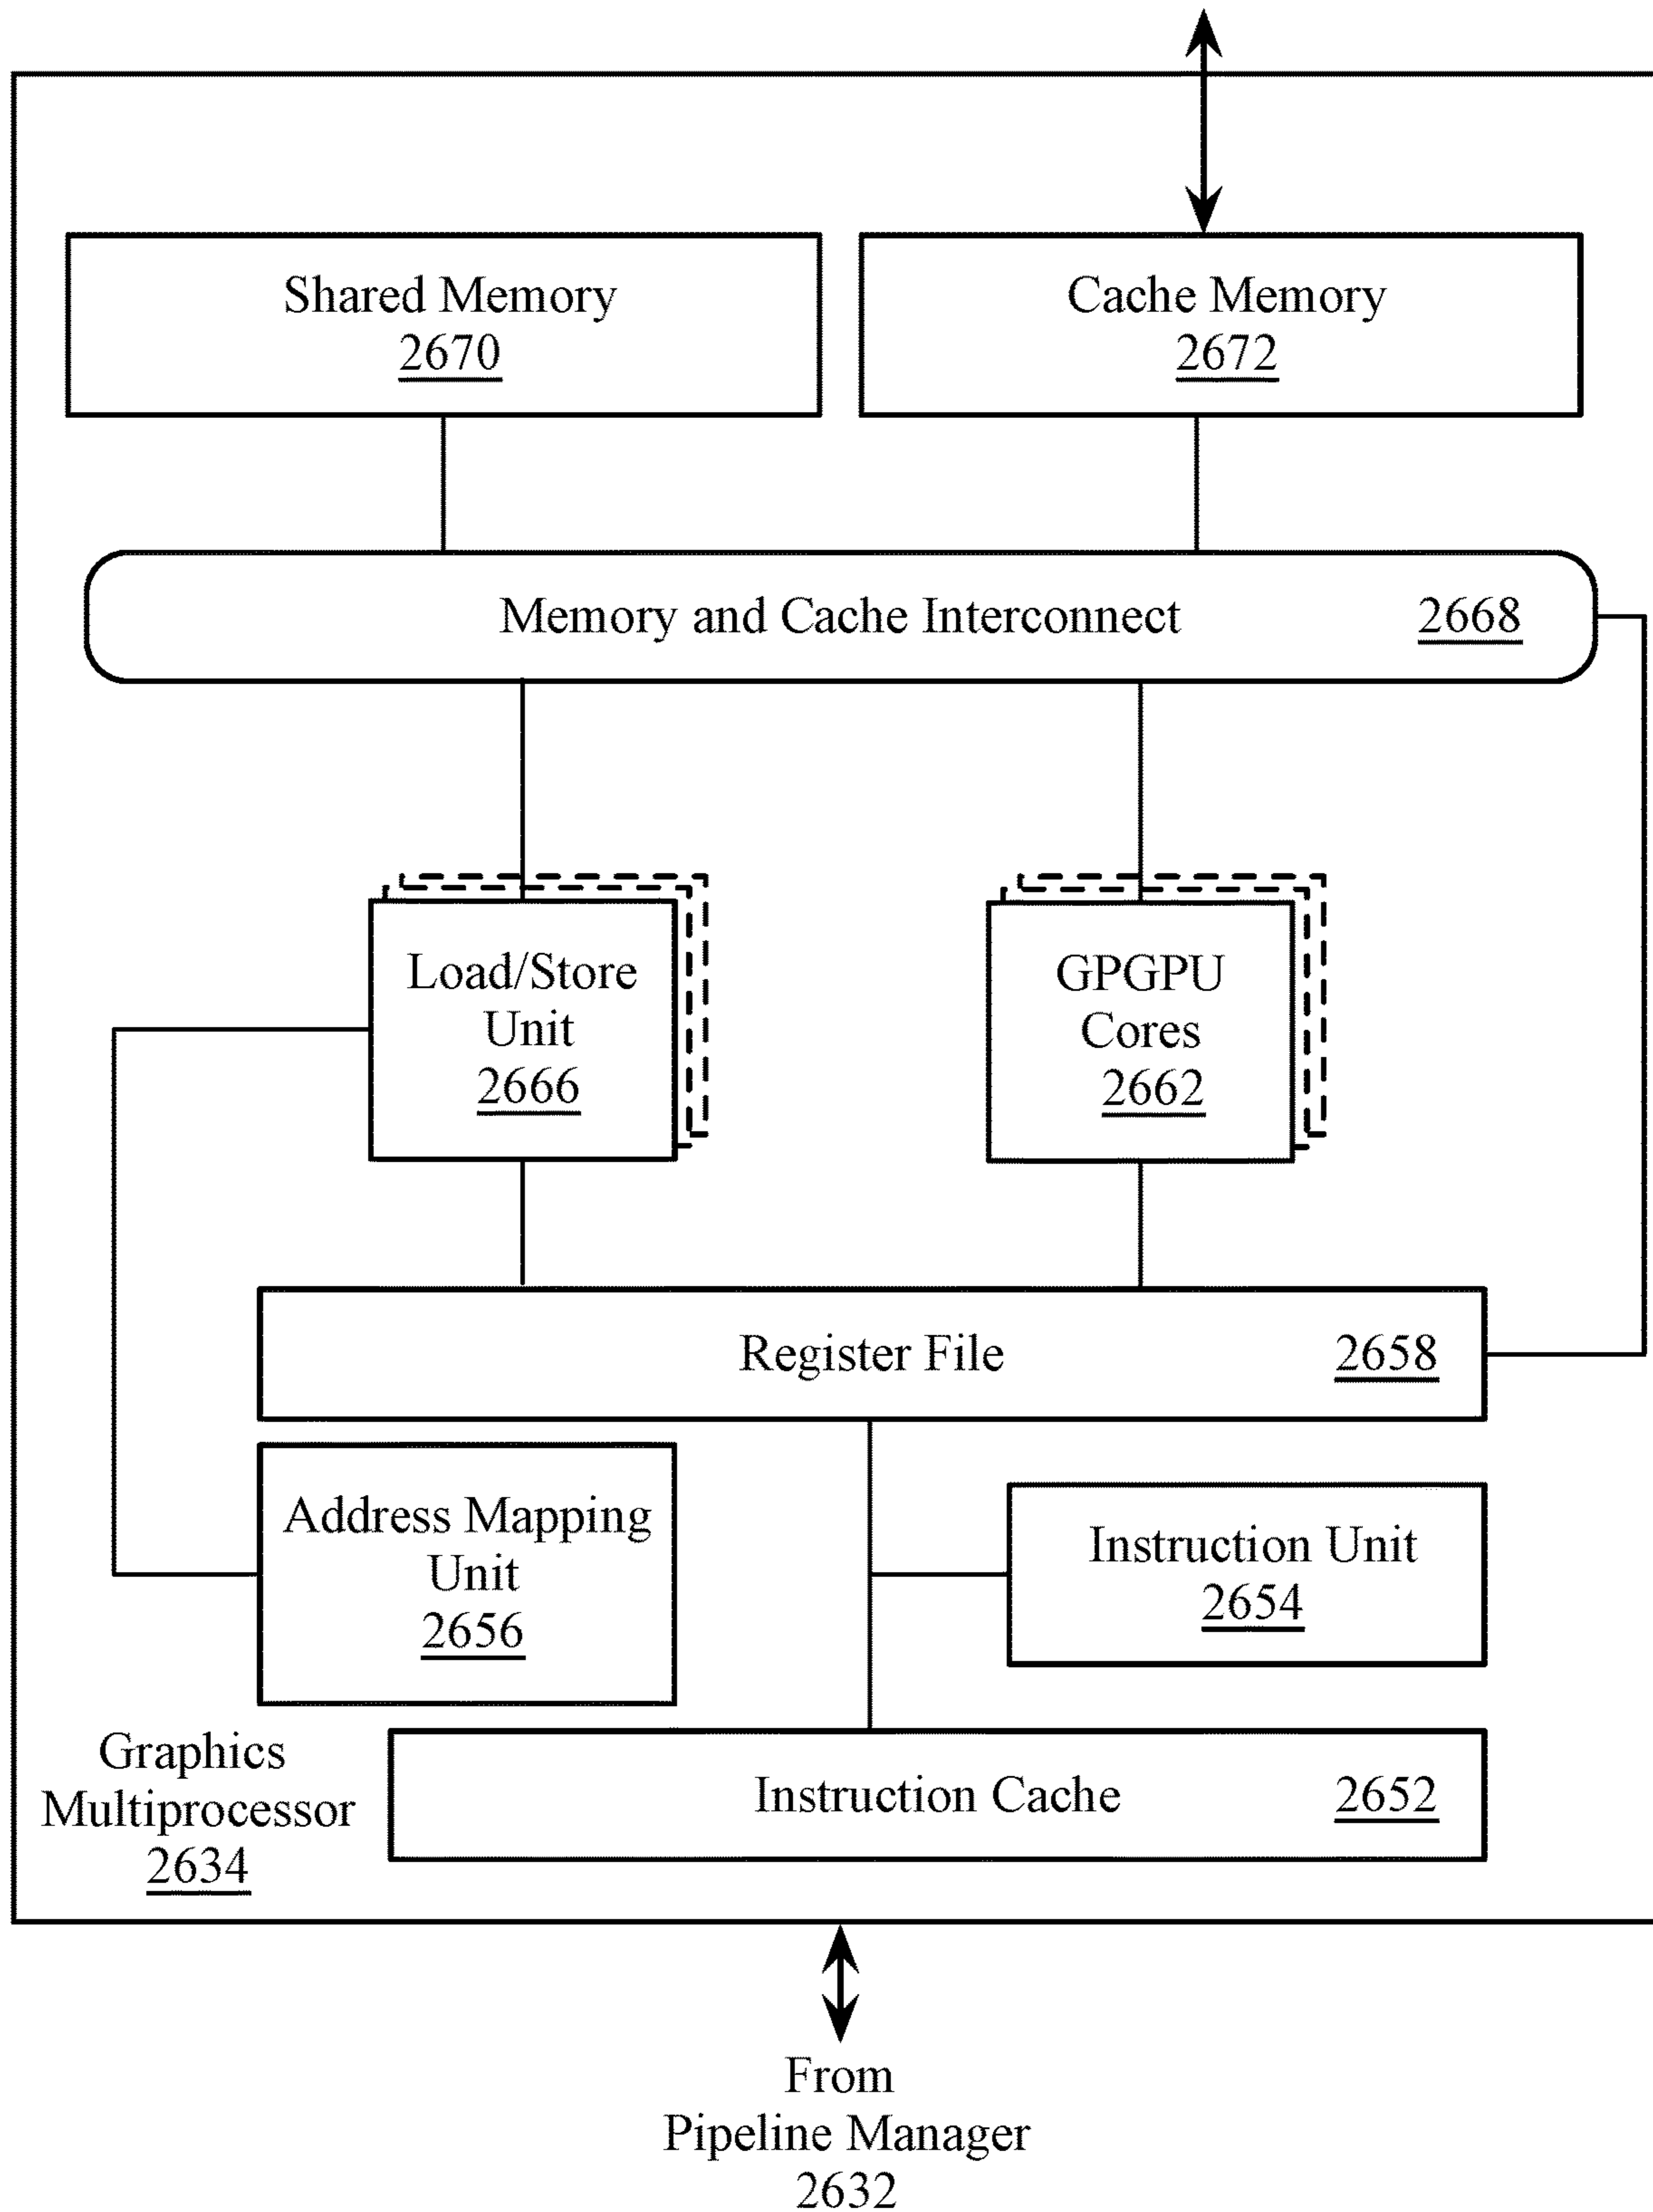 Shared Memory
2670
Cache Memory
2672
Memory and Cache Interconnect 2668
Load/Store
Unit
2666
GPGPU
Cores
2662
Register File 2658
Address Mapping
Unit
2656
Instruction Unit
2654
Graphics
Multiprocessor
2634
Instruction Cache 2652
From
Pipeline Manager
2632